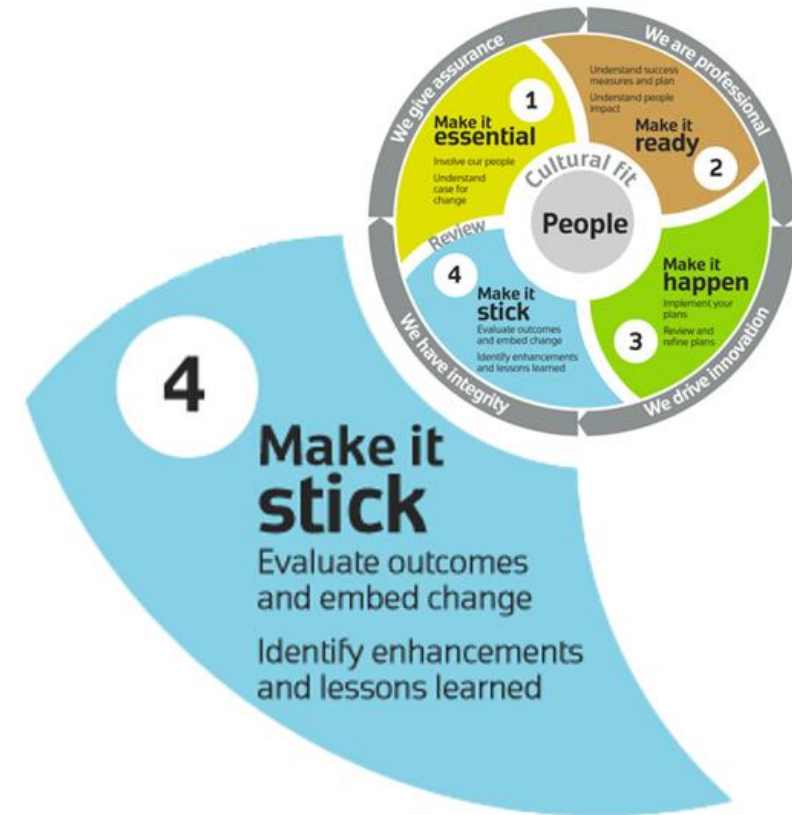 We give assurance
We are professional
We drive innovation
We have integrity
1
Make it
essential
Involve our people
Understand
case for
change
Understand success
measures and plan
Understand people
impact
Make it
ready
2
Cultural fit
People
Make it
happen
Implement your
plans
Review and
refine plans
3
Review
4
Make it
stick
Evaluate outcomes
and embed change
Identify enhancements
and lessons learned
4
Make it
stick
Evaluate outcomes
and embed change
Identify enhancements
and lessons learned